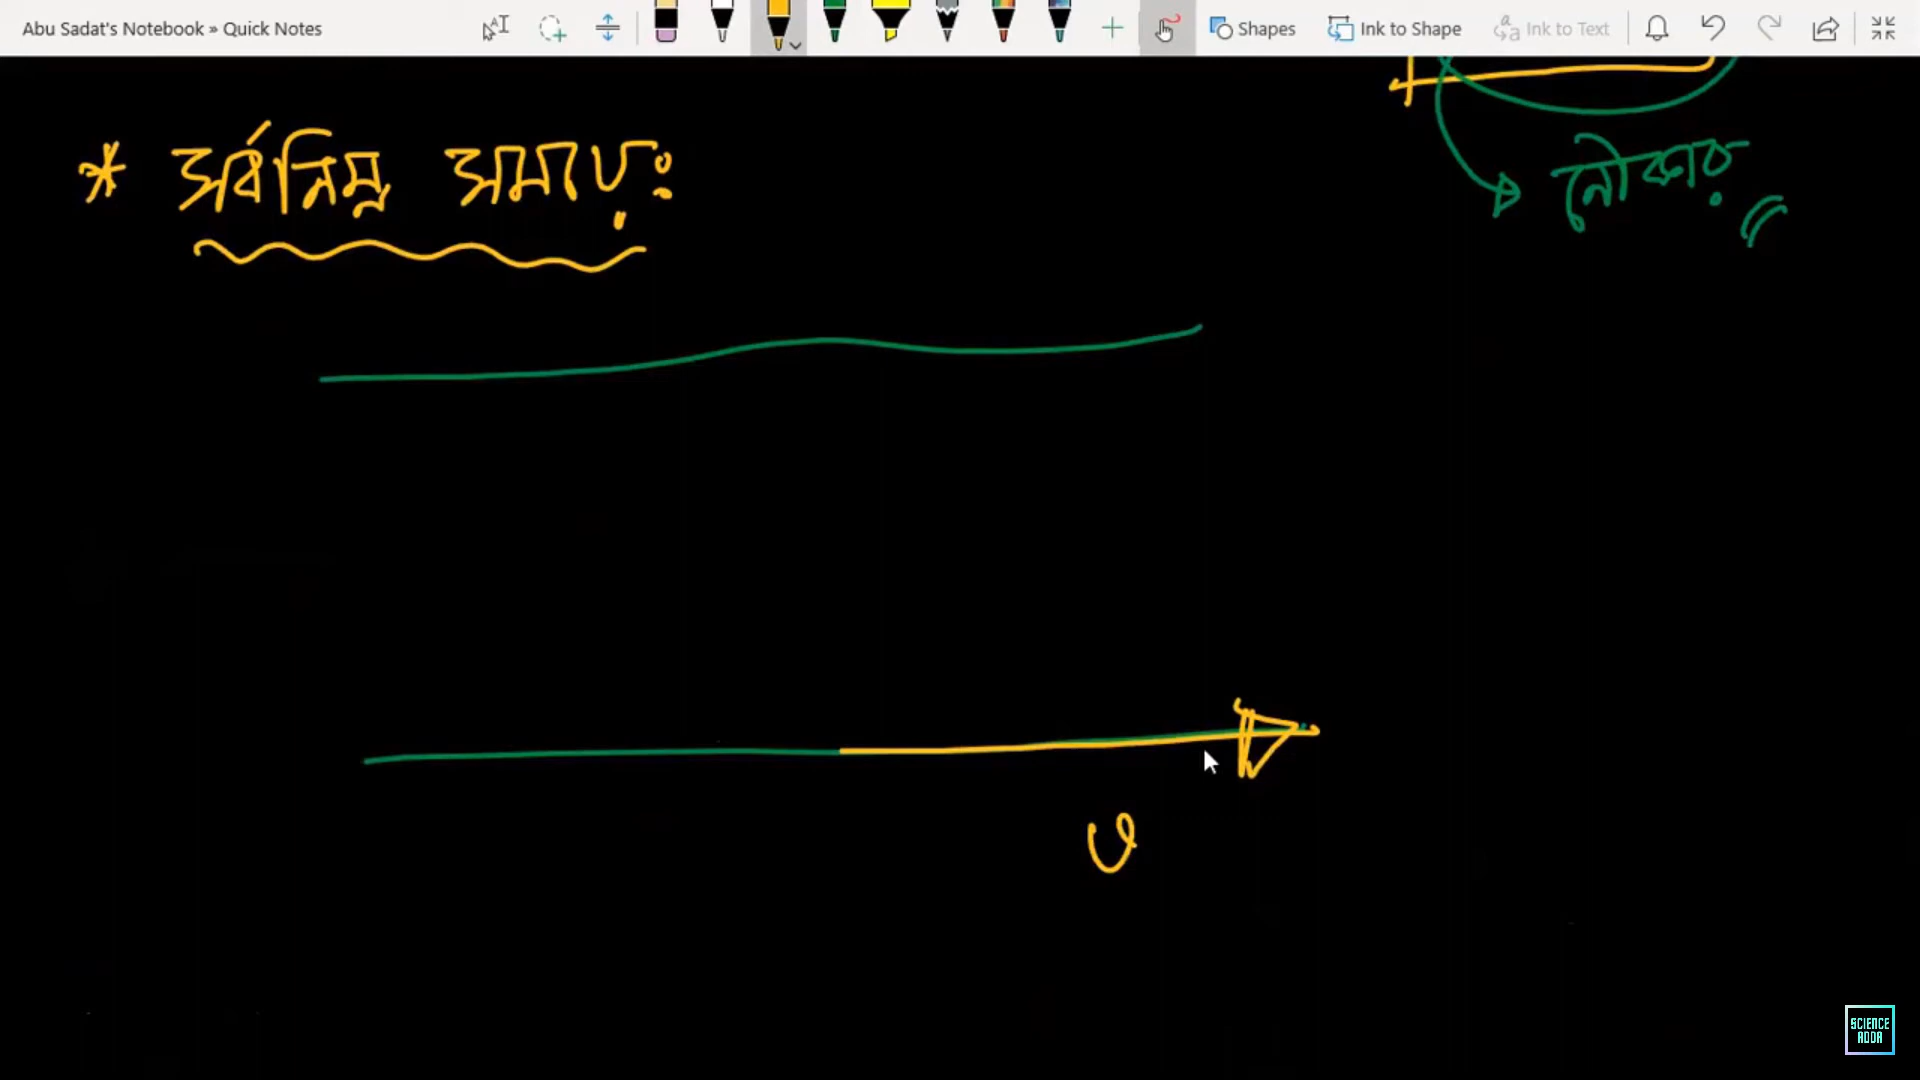 Abu Sadat's Notebook » Quick Notes
Shapes
Ink to Shape
Ink to Text
* সর্বনিম্ন সময়ঃ
নৌকার
υ
SCIENCE
ADDA